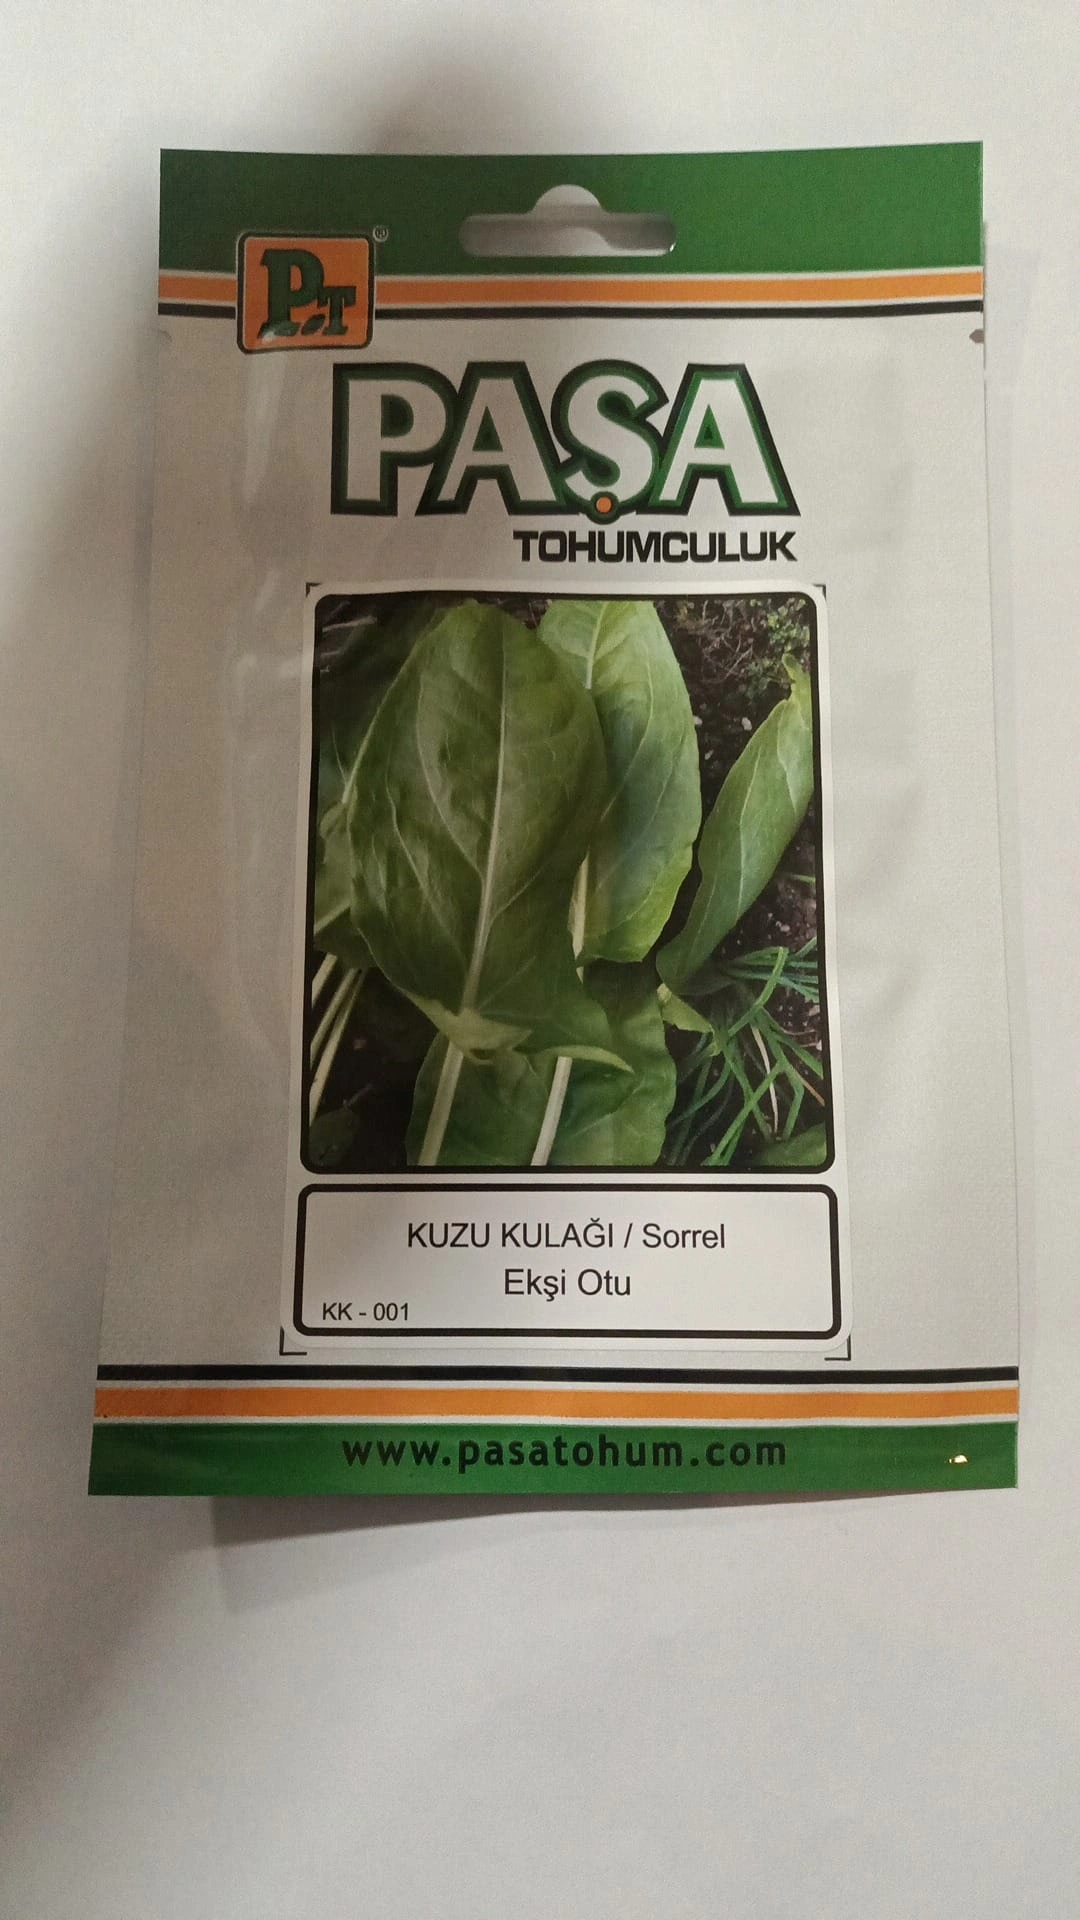 PT ®
PAŞA
TOHUMCULUK
KUZU KULAĞI / Sorrel
Ekşi Otu
KK - 001
www.pasatohum.com